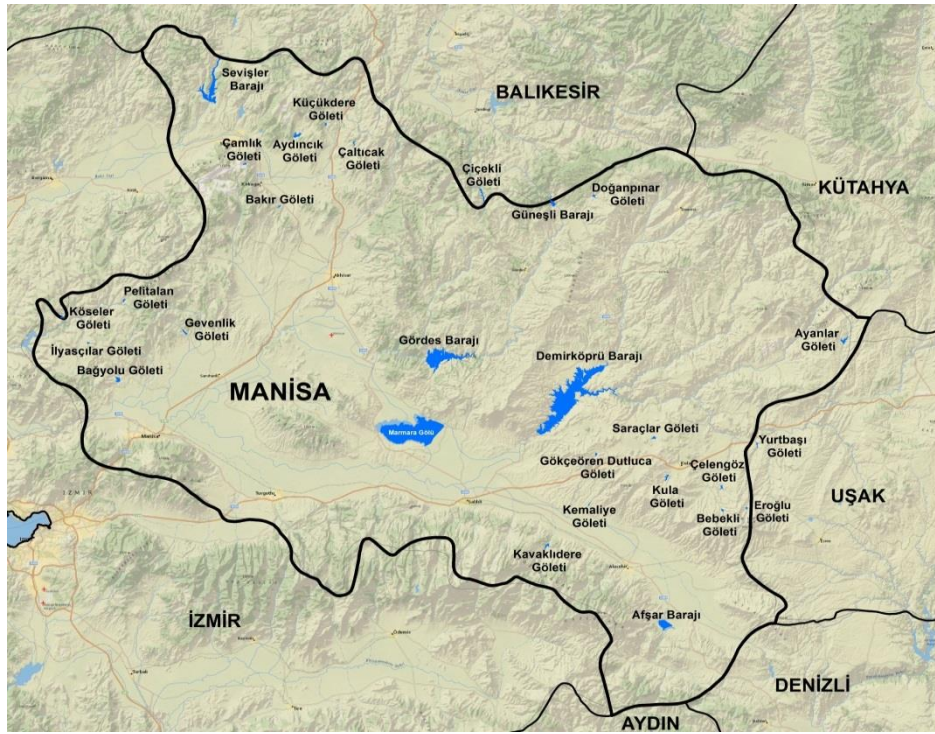 BALIKESİR
Sevişler
Barajı
Küçükdere
Göleti
Çamlık
Göleti
Aydıncık
Göleti
Çaltıcak
Göleti
Bakır Göleti
Çiçekli
Göleti
Doğanpınar
Göleti
Güneşli Barajı
KÜTAHYA
Pelitalan
Göleti
Köseler
Göleti
Gevenlik
Göleti
İlyasçılar Göleti
Bağyolu Göleti
Gördes Barajı
Demirköprü Barajı
Ayanlar
Göleti
MANİSA
Marmara Gölü
Saraçlar Göleti
Yurtbaşı
Göleti
Gökçeören Dutluca
Göleti
Çelengöz
Göleti
Kula
Göleti
UŞAK
Kemaliye
Göleti
Bebekli
Göleti
Eroğlu
Göleti
Kavaklıdere
Göleti
İZMİR
Afşar Barajı
DENİZLİ
AYDIN